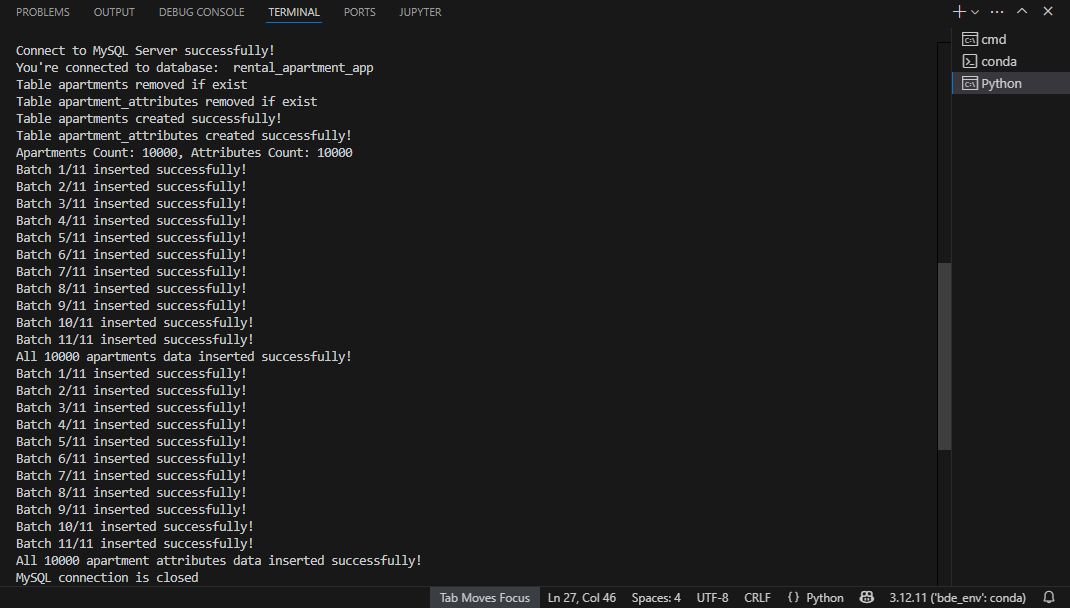 PROBLEMS OUTPUT DEBUG CONSOLE TERMINAL PORTS JUPYTER
Connect to MySQL Server successfully!
You're connected to database:  rental_apartment_app
Table apartments removed if exist
Table apartment_attributes removed if exist
Table apartments created successfully!
Table apartment_attributes created successfully!
Apartments Count: 10000, Attributes Count: 10000
Batch 1/11 inserted successfully!
Batch 2/11 inserted successfully!
Batch 3/11 inserted successfully!
Batch 4/11 inserted successfully!
Batch 5/11 inserted successfully!
Batch 6/11 inserted successfully!
Batch 7/11 inserted successfully!
Batch 8/11 inserted successfully!
Batch 9/11 inserted successfully!
Batch 10/11 inserted successfully!
Batch 11/11 inserted successfully!
All 10000 apartments data inserted successfully!
Batch 1/11 inserted successfully!
Batch 2/11 inserted successfully!
Batch 3/11 inserted successfully!
Batch 4/11 inserted successfully!
Batch 5/11 inserted successfully!
Batch 6/11 inserted successfully!
Batch 7/11 inserted successfully!
Batch 8/11 inserted successfully!
Batch 9/11 inserted successfully!
Batch 10/11 inserted successfully!
Batch 11/11 inserted successfully!
All 10000 apartment attributes data inserted successfully!
MySQL connection is closed
cmd
conda
Python
Tab Moves Focus Ln 27, Col 46 Spaces: 4 UTF-8 CRLF {} Python 3.12.11 ('bde_env': conda)